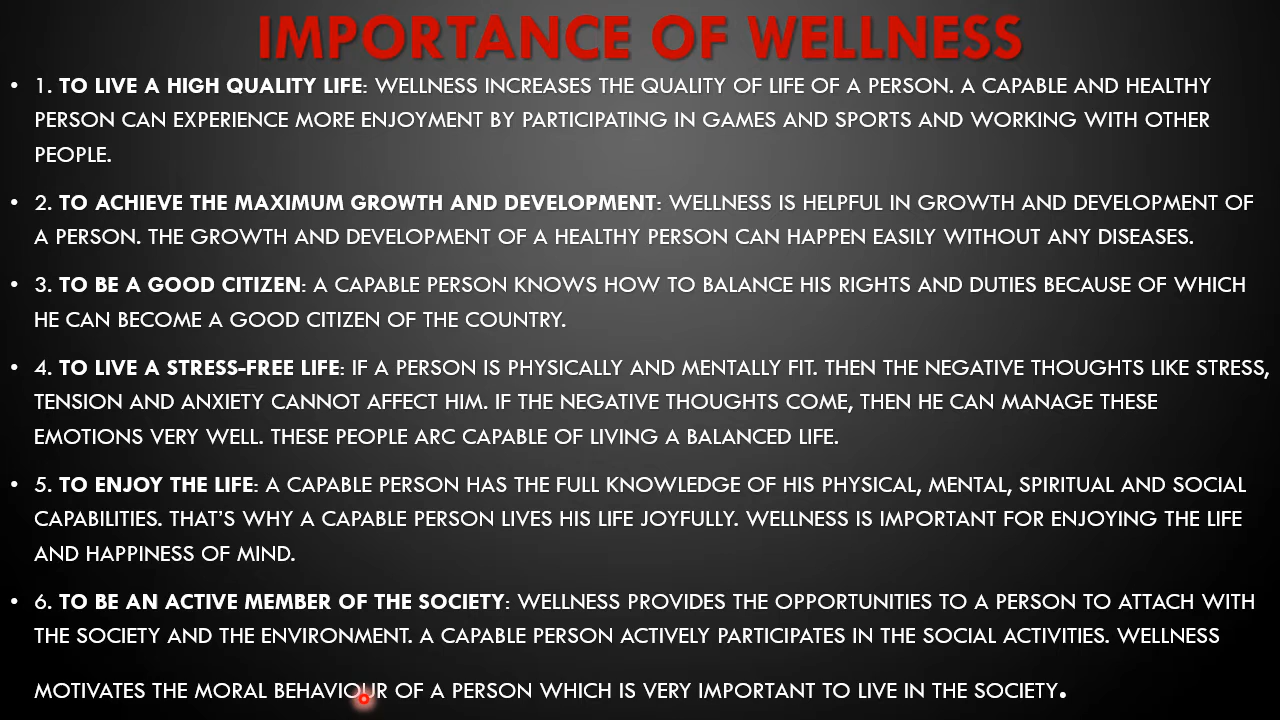 IMPORTANCE OF WELLNESS
• 1. TO LIVE A HIGH QUALITY LIFE: WELLNESS INCREASES THE QUALITY OF LIFE OF A PERSON. A CAPABLE AND HEALTHY
PERSON CAN EXPERIENCE MORE ENJOYMENT BY PARTICIPATING IN GAMES AND SPORTS AND WORKING WITH OTHER
PEOPLE.
• 2. TO ACHIEVE THE MAXIMUM GROWTH AND DEVELOPMENT: WELLNESS IS HELPFUL IN GROWTH AND DEVELOPMENT OF
A PERSON. THE GROWTH AND DEVELOPMENT OF A HEALTHY PERSON CAN HAPPEN EASILY WITHOUT ANY DISEASES.
• 3. TO BE A GOOD CITIZEN: A CAPABLE PERSON KNOWS HOW TO BALANCE HIS RIGHTS AND DUTIES BECAUSE OF WHICH
HE CAN BECOME A GOOD CITIZEN OF THE COUNTRY.
• 4. TO LIVE A STRESS-FREE LIFE: IF A PERSON IS PHYSICALLY AND MENTALLY FIT. THEN THE NEGATIVE THOUGHTS LIKE STRESS,
TENSION AND ANXIETY CANNOT AFFECT HIM. IF THE NEGATIVE THOUGHTS COME, THEN HE CAN MANAGE THESE
EMOTIONS VERY WELL. THESE PEOPLE ARC CAPABLE OF LIVING A BALANCED LIFE.
• 5. TO ENJOY THE LIFE: A CAPABLE PERSON HAS THE FULL KNOWLEDGE OF HIS PHYSICAL, MENTAL, SPIRITUAL AND SOCIAL
CAPABILITIES. THAT'S WHY A CAPABLE PERSON LIVES HIS LIFE JOYFULLY. WELLNESS IS IMPORTANT FOR ENJOYING THE LIFE
AND HAPPINESS OF MIND.
• 6. TO BE AN ACTIVE MEMBER OF THE SOCIETY: WELLNESS PROVIDES THE OPPORTUNITIES TO A PERSON TO ATTACH WITH
THE SOCIETY AND THE ENVIRONMENT. A CAPABLE PERSON ACTIVELY PARTICIPATES IN THE SOCIAL ACTIVITIES. WELLNESS
MOTIVATES THE MORAL BEHAVIOUR OF A PERSON WHICH IS VERY IMPORTANT TO LIVE IN THE SOCIETY.